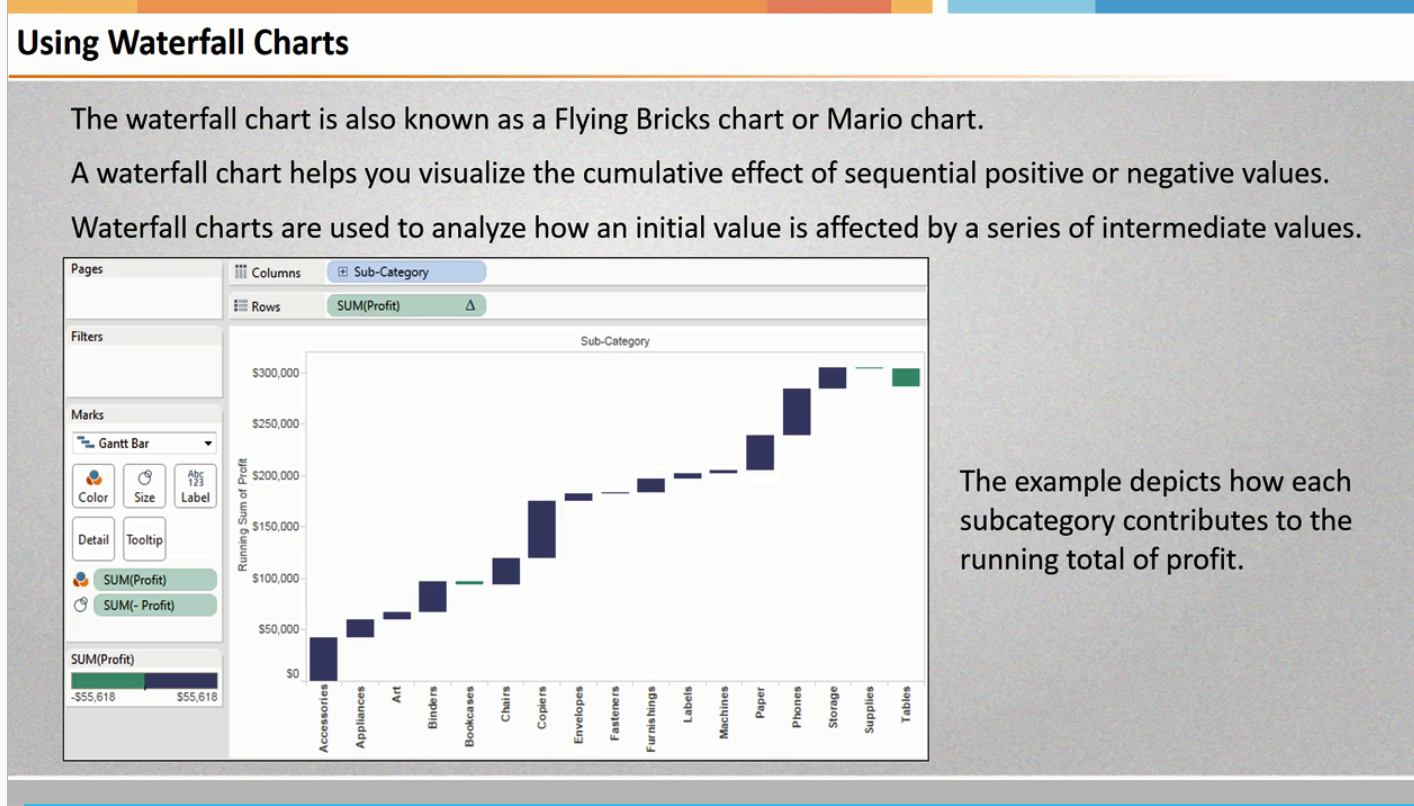 Using Waterfall Charts
The waterfall chart is also known as a Flying Bricks chart or Mario chart.
A waterfall chart helps you visualize the cumulative effect of sequential positive or negative values.
Waterfall charts are used to analyze how an initial value is affected by a series of intermediate values.
Pages
Columns
Sub-Category
Rows
SUM(Profit) Δ
Filters
Marks
Gantt Bar
Color
Size
Abc
123
Label
Detail
Tooltip
SUM(Profit)
SUM(- Profit)
SUM(Profit)
-$55,618 $55,618
Sub-Category
Running Sum of Profit
$300,000
$250,000
$200,000
$150,000
$100,000
$50,000
$0
Accessories
Appliances
Art
Binders
Bookcases
Chairs
Copiers
Envelopes
Fasteners
Furnishings
Labels
Machines
Paper
Phones
Storage
Supplies
Tables
The example depicts how each
subcategory contributes to the
running total of profit.